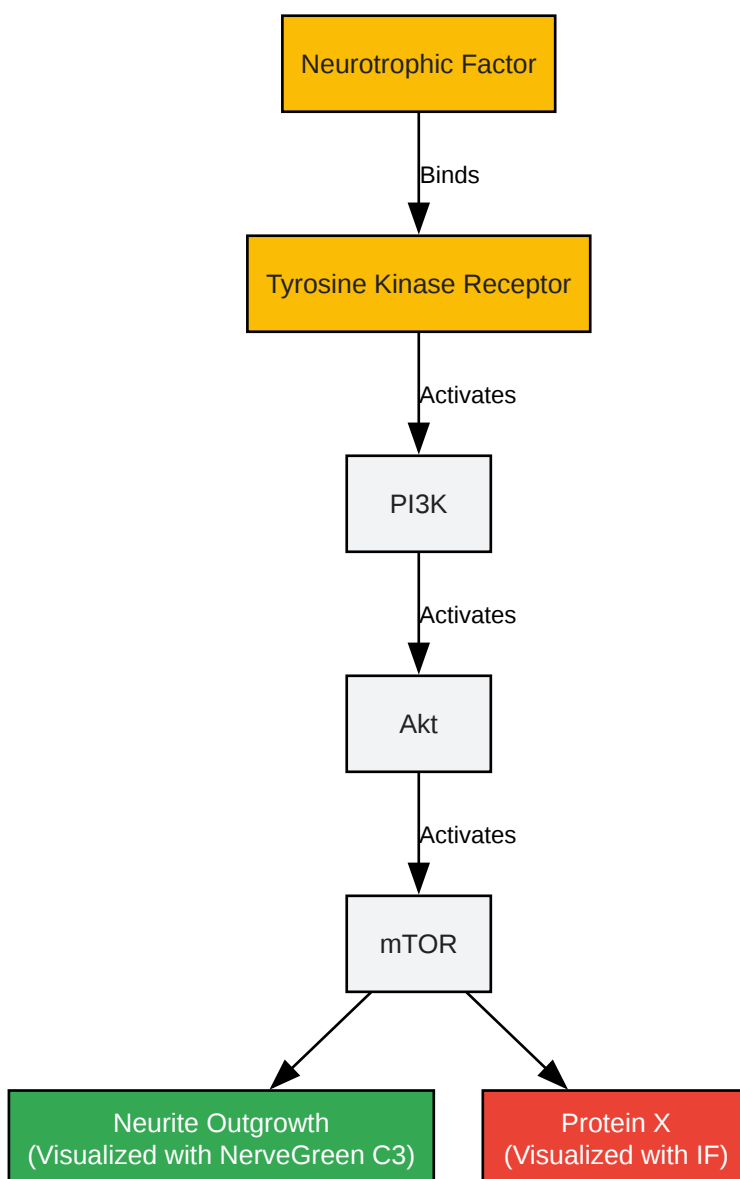 Neurotrophic Factor
Binds
Tyrosine Kinase Receptor
Activates
PI3K
Activates
Akt
Activates
mTOR
Neurite Outgrowth
(Visualized with NerveGreen C3)
Protein X
(Visualized with IF)